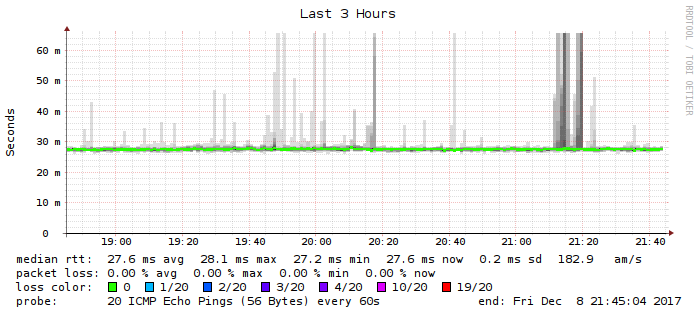 Last 3 Hours
RRDTOOL / TOBI OETIKER
Seconds
60 m
50 m
40 m
30 m
20 m
10 m
0
19:00 19:20 19:40 20:00 20:20 20:40 21:00 21:20 21:40
median rtt: 27.6 ms avg 28.1 ms max 27.2 ms min 27.6 ms now 0.2 ms sd 182.9 am/s
packet loss: 0.00 % avg 0.00 % max 0.00 % min 0.00 % now
loss color: 0 1/20 2/20 3/20 4/20 10/20 19/20
probe: 20 ICMP Echo Pings (56 Bytes) every 60s end: Fri Dec 8 21:45:04 2017